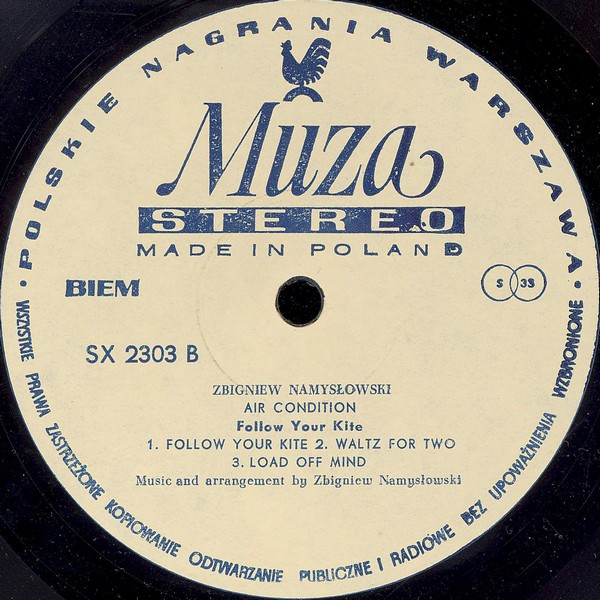 POLSKIE NAGRANIA WARSZAWA
Muza
STEREO
MADE IN POLAND
BIEM
S 33
SX 2303 B
ZBIGNIEW NAMYSŁOWSKI
AIR CONDITION
Follow Your Kite
1. FOLLOW YOUR KITE 2. WALTZ FOR TWO
3. LOAD OFF MIND
Music and arrangement by Zbigniew Namysłowski
WSZYSTKIE PRAWA ZASTRZEŻONE KOPIOWANIE ODTWARZANIE PUBLICZNE I RADIOWE BEZ UPOWAŻNIENIA WZBRONIONE